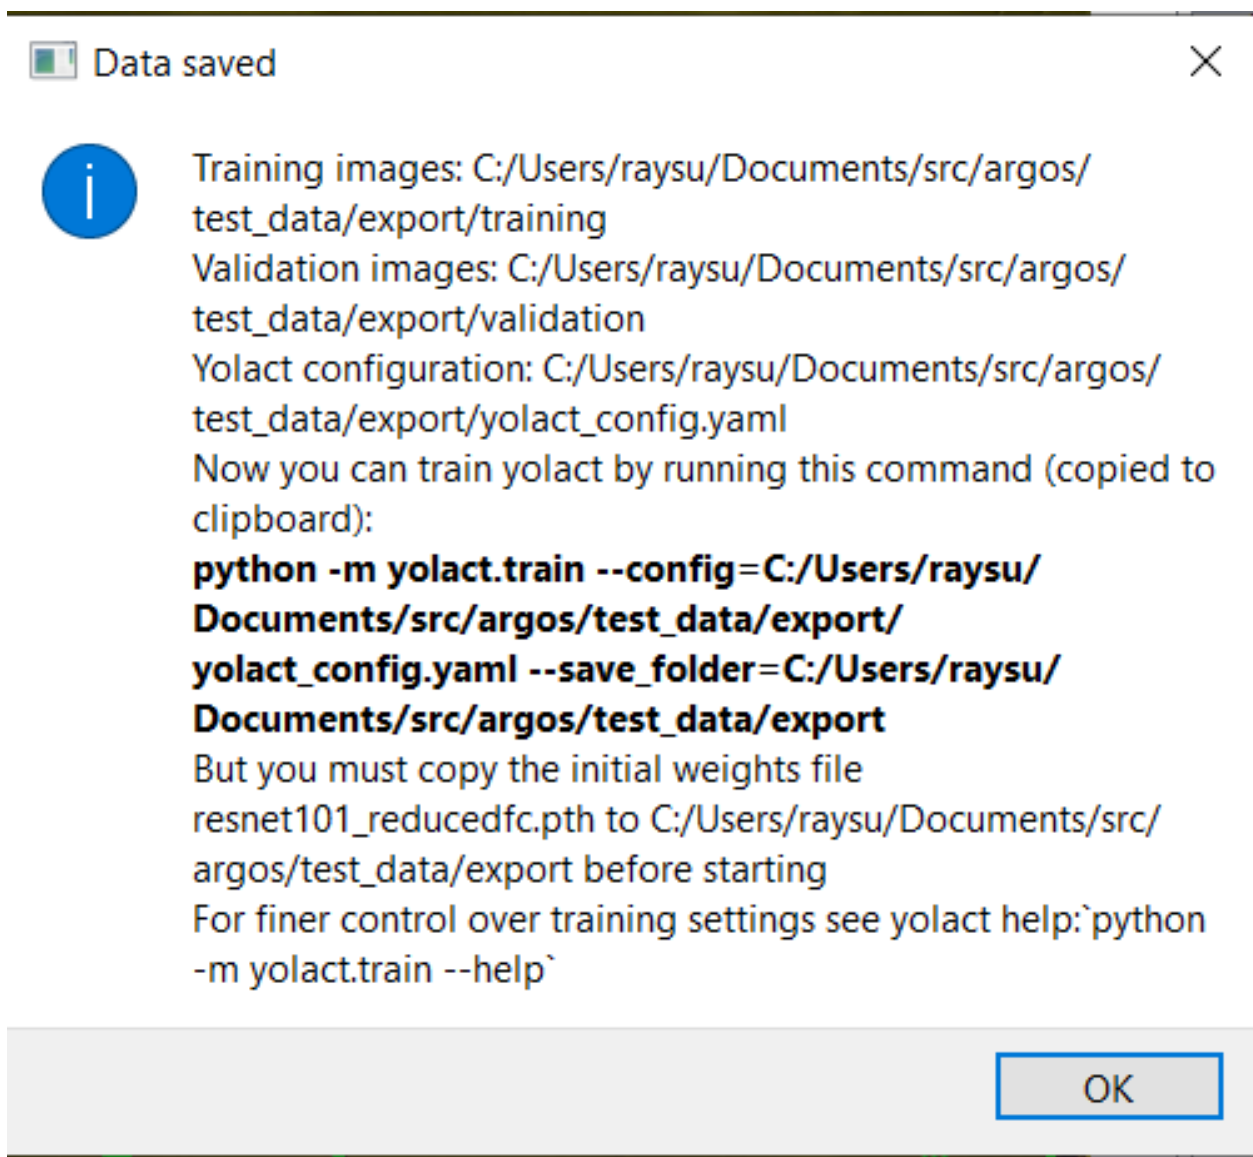 Data saved
Training images: C:/Users/raysu/Documents/src/argos/
test_data/export/training
Validation images: C:/Users/raysu/Documents/src/argos/
test_data/export/validation
Yolact configuration: C:/Users/raysu/Documents/src/argos/
test_data/export/yolact_config.yaml
Now you can train yolact by running this command (copied to
clipboard):
python -m yolact.train --config=C:/Users/raysu/
Documents/src/argos/test_data/export/
yolact_config.yaml --save_folder=C:/Users/raysu/
Documents/src/argos/test_data/export
But you must copy the initial weights file
resnet101_reducedfc.pth to C:/Users/raysu/Documents/src/
argos/test_data/export before starting
For finer control over training settings see yolact help:`python
-m yolact.train --help`
OK